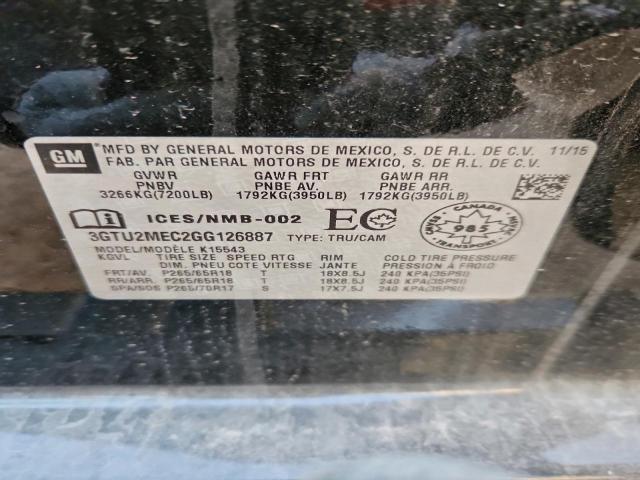 GM
MFD BY GENERAL MOTORS DE MEXICO, S. DE R.L. DE C.V. 11/15
FAB. PAR GENERAL MOTORS DE MEXICO, S. DE R.L. DE C.V.
GVWR GAWR FRT GAWR RR
PNBV PNBE AV. PNBE ARR.
3266KG(7200LB) 1792KG(3950LB) 1792KG(3950LB)
ICES/NMB-002 EC
CANADA
985
3GTU2MEC2GG126887 TYPE: TRU/CAM
MODEL/MODÈLE K15543
KGVL TIRE SIZE SPEED RTG RIM COLD TIRE PRESSURE
DIM. PNEU COTE VITESSE JANTE PRESSION À FROID
FRT/AV. P265/65R18 T 18X8.5J 240 KPA(35PSI)
RR/ARR. P265/65R18 T 18X8.5J 240 KPA(35PSI)
SPA/SOS P265/70R17 S 17X7.5J 240 KPA(35PSI)